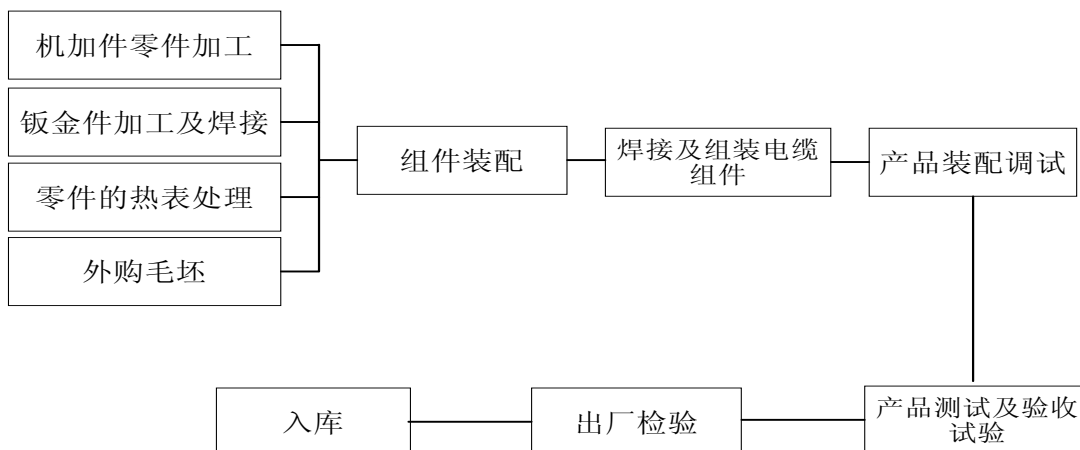 机加件零件加工
钣金件加工及焊接
零件的热表处理
外购毛坯
组件装配
焊接及组装电缆
组件
产品装配调试
产品测试及验收
试验
出厂检验
入库